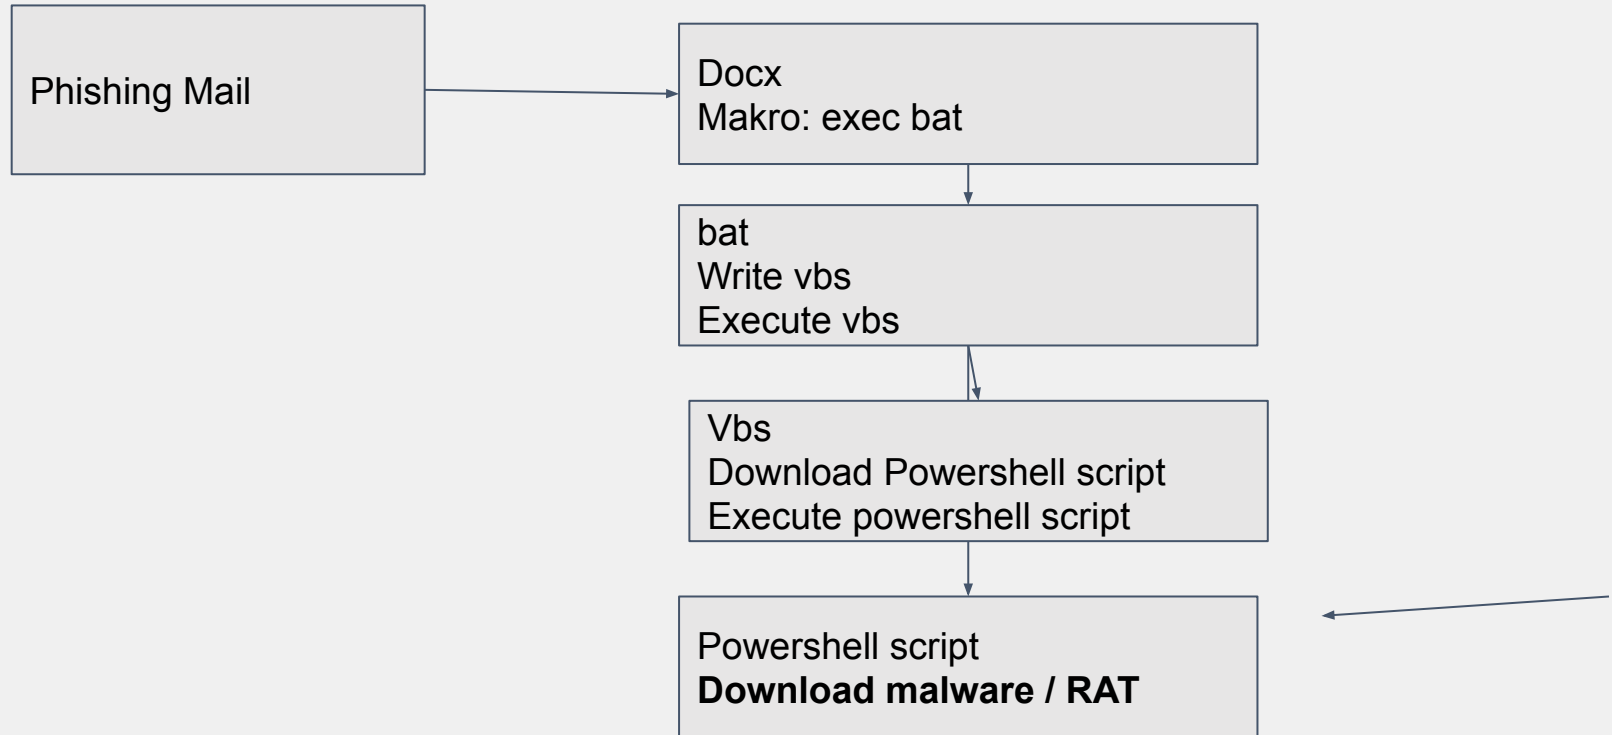 Phishing Mail
Docx
Makro: exec bat
bat
Write vbs
Execute vbs
Vbs
Download Powershell script
Execute powershell script
Powershell script
Download malware / RAT